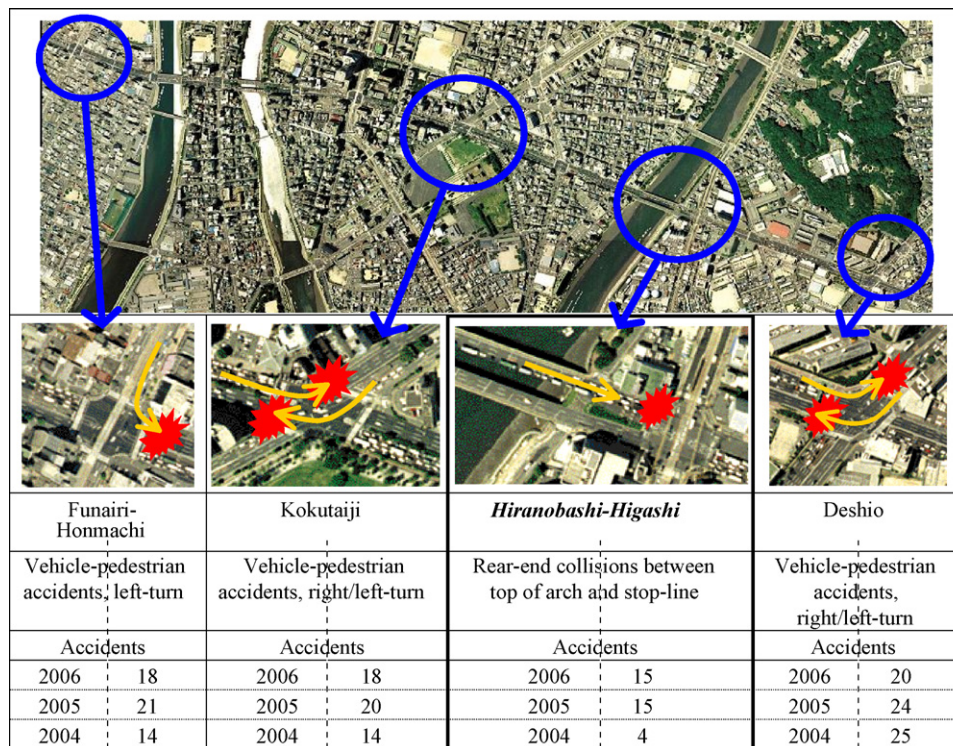 Funairi-
Honmachi
Kokutaiji
Hiranobashi-Higashi
Deshio
Vehicle-pedestrian
accidents, left-turn
Vehicle-pedestrian
accidents, right/left-turn
Rear-end collisions between
top of arch and stop-line
Vehicle-pedestrian
accidents,
right/left-turn
Accidents
Accidents
Accidents
Accidents
2006 18
2006 18
2006 15
2006 20
2005 21
2005 20
2005 15
2005 24
2004 14
2004 14
2004 4
2004 25